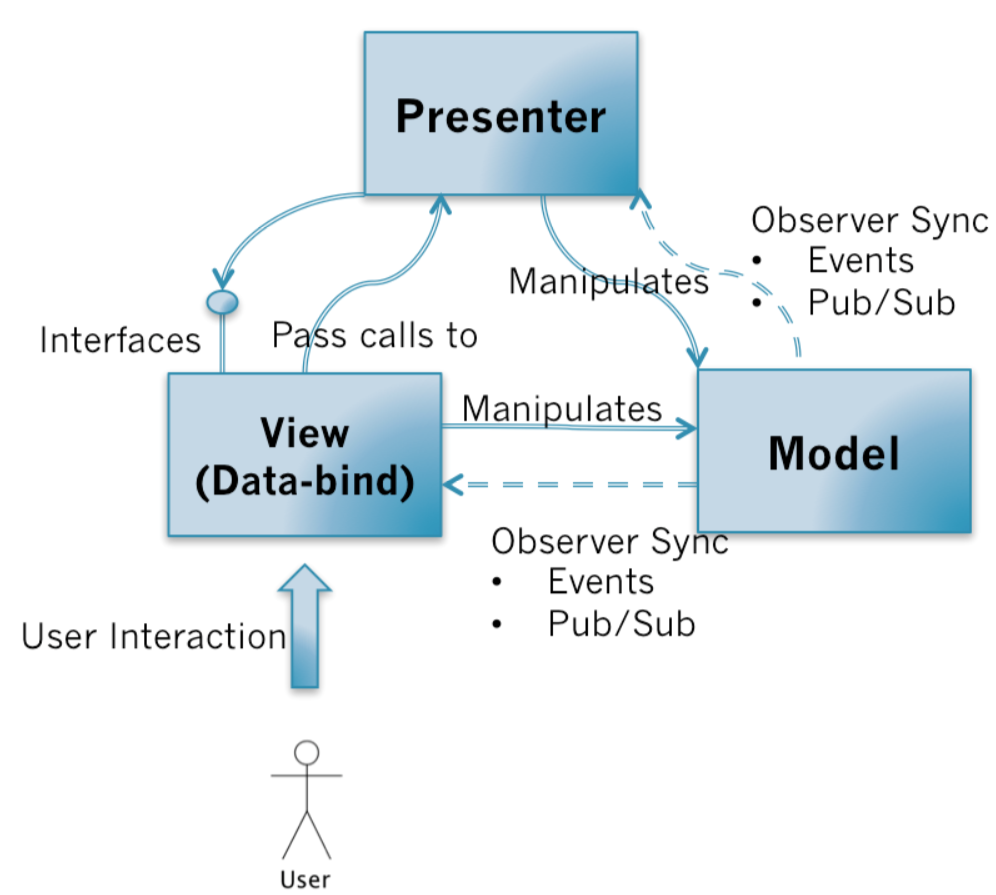 Presenter
Observer Sync
• Events
• Pub/Sub
Manipulates
Interfaces
Pass calls to
View
(Data-bind)
Manipulates
Model
Observer Sync
• Events
• Pub/Sub
User Interaction
User